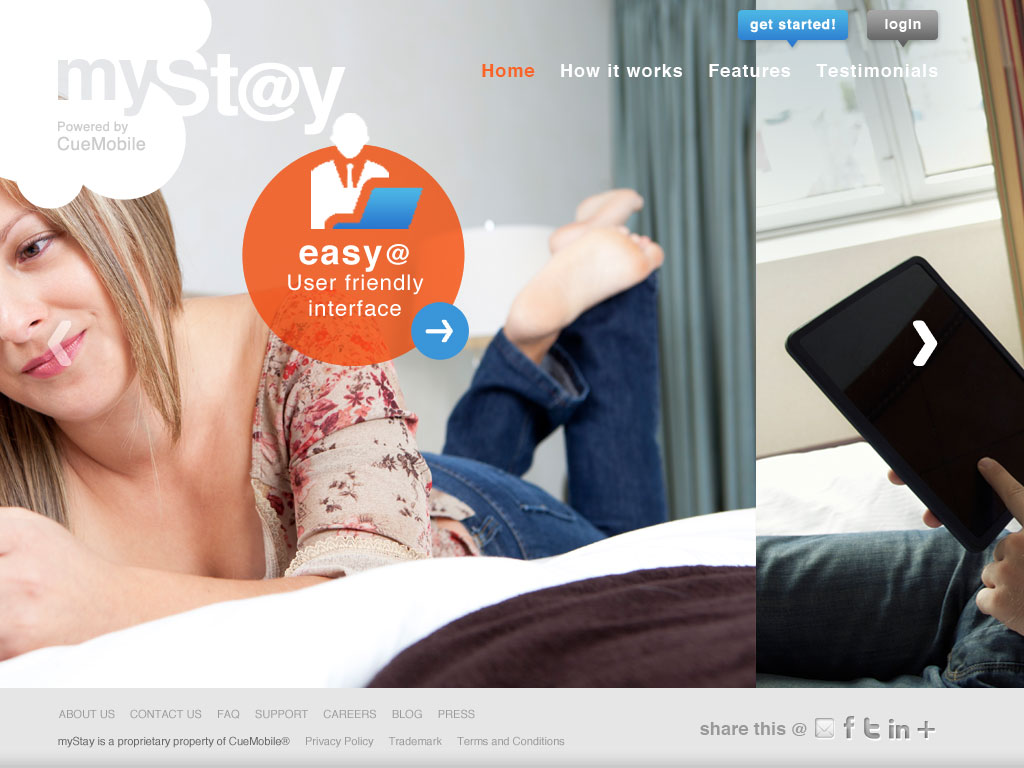 get started!
login
mySt@y
Home
How it works
Features
Testimonials
Powered by
CueMobile
easy@
User friendly
interface
ABOUT US
CONTACT US
FAQ
SUPPORT
CAREERS
BLOG
PRESS
share this @
myStay is a proprietary property of CueMobile®
Privacy Policy
Trademark
Terms and Conditions